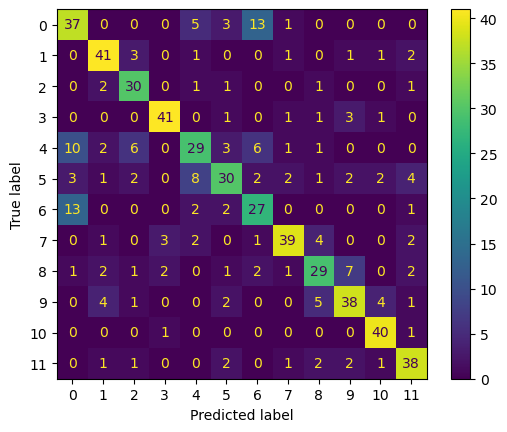 0 37 0 0 0 5 3 13 1 0 0 0 0
1 0 41 3 0 1 0 0 1 0 1 1 2
2 0 2 30 0 1 1 0 0 1 0 0 1
3 0 0 0 41 0 1 0 1 1 3 1 0
4 10 2 6 0 29 3 6 1 1 0 0 0
5 3 1 2 0 8 30 2 2 1 2 2 4
6 13 0 0 0 2 2 27 0 0 0 0 1
7 0 1 0 3 2 0 1 39 4 0 0 2
8 1 2 1 2 0 1 2 1 29 7 0 2
9 0 4 1 0 0 2 0 0 5 38 4 1
10 0 0 0 1 0 0 0 0 0 0 40 1
11 0 1 1 0 0 2 0 1 2 2 1 38
0 1 2 3 4 5 6 7 8 9 10 11
Predicted label
True label
40
35
30
25
20
15
10
5
0